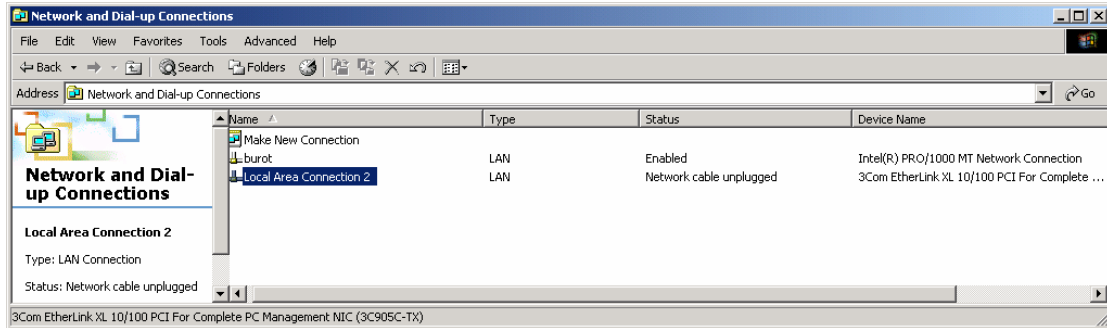 Network and Dial-up Connections
File Edit View Favorites Tools Advanced Help
Back Search Folders
Address Network and Dial-up Connections Go
Name Type Status Device Name
Make New Connection
burot LAN Enabled Intel(R) PRO/1000 MT Network Connection
Local Area Connection 2 LAN Network cable unplugged 3Com EtherLink XL 10/100 PCI For Complete ...
Network and Dial-
up Connections
Local Area Connection 2
Type: LAN Connection
Status: Network cable unplugged
3Com EtherLink XL 10/100 PCI For Complete PC Management NIC (3C905C-TX)